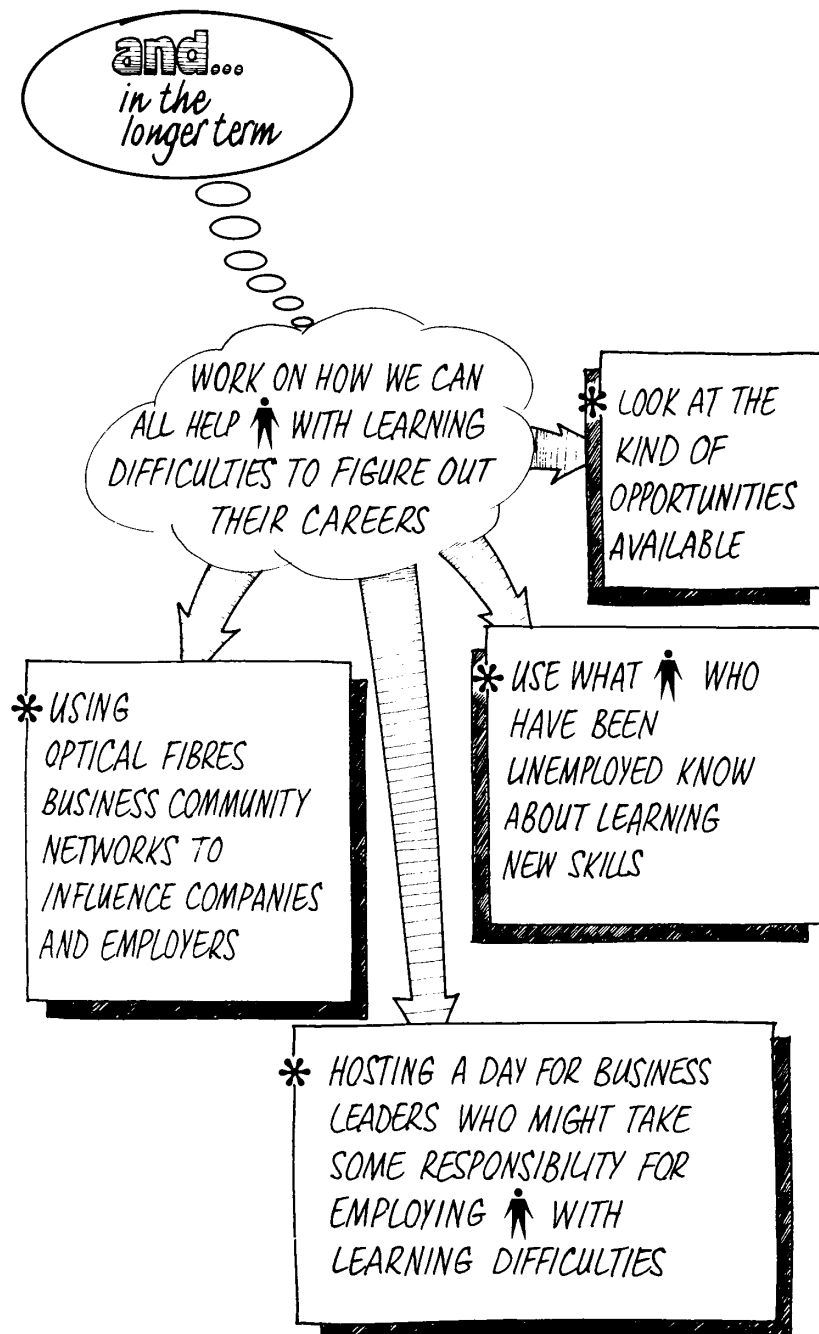 and...
in the
longer term
WORK ON HOW WE CAN
ALL HELP WITH LEARNING
DIFFICULTIES TO FIGURE OUT
THEIR CAREERS
* LOOK AT THE
KIND OF
OPPORTUNITIES
AVAILABLE
* USE WHAT WHO
HAVE BEEN
UNEMPLOYED KNOW
ABOUT LEARNING
NEW SKILLS
* USING
OPTICAL FIBRES
BUSINESS COMMUNITY
NETWORKS TO
INFLUENCE COMPANIES
AND EMPLOYERS
* HOSTING A DAY FOR BUSINESS
LEADERS WHO MIGHT TAKE
SOME RESPONSIBILITY FOR
EMPLOYING WITH
LEARNING DIFFICULTIES